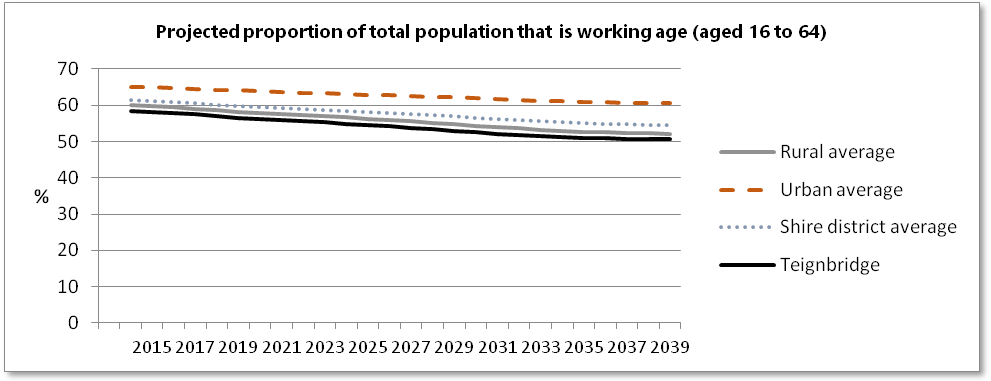 Projected proportion of total population that is working age (aged 16 to 64)
70
60
50
40
30
20
10
0
%
2015 2017 2019 2021 2023 2025 2027 2029 2031 2033 2035 2037 2039
Rural average
Urban average
Shire district average
Teignbridge